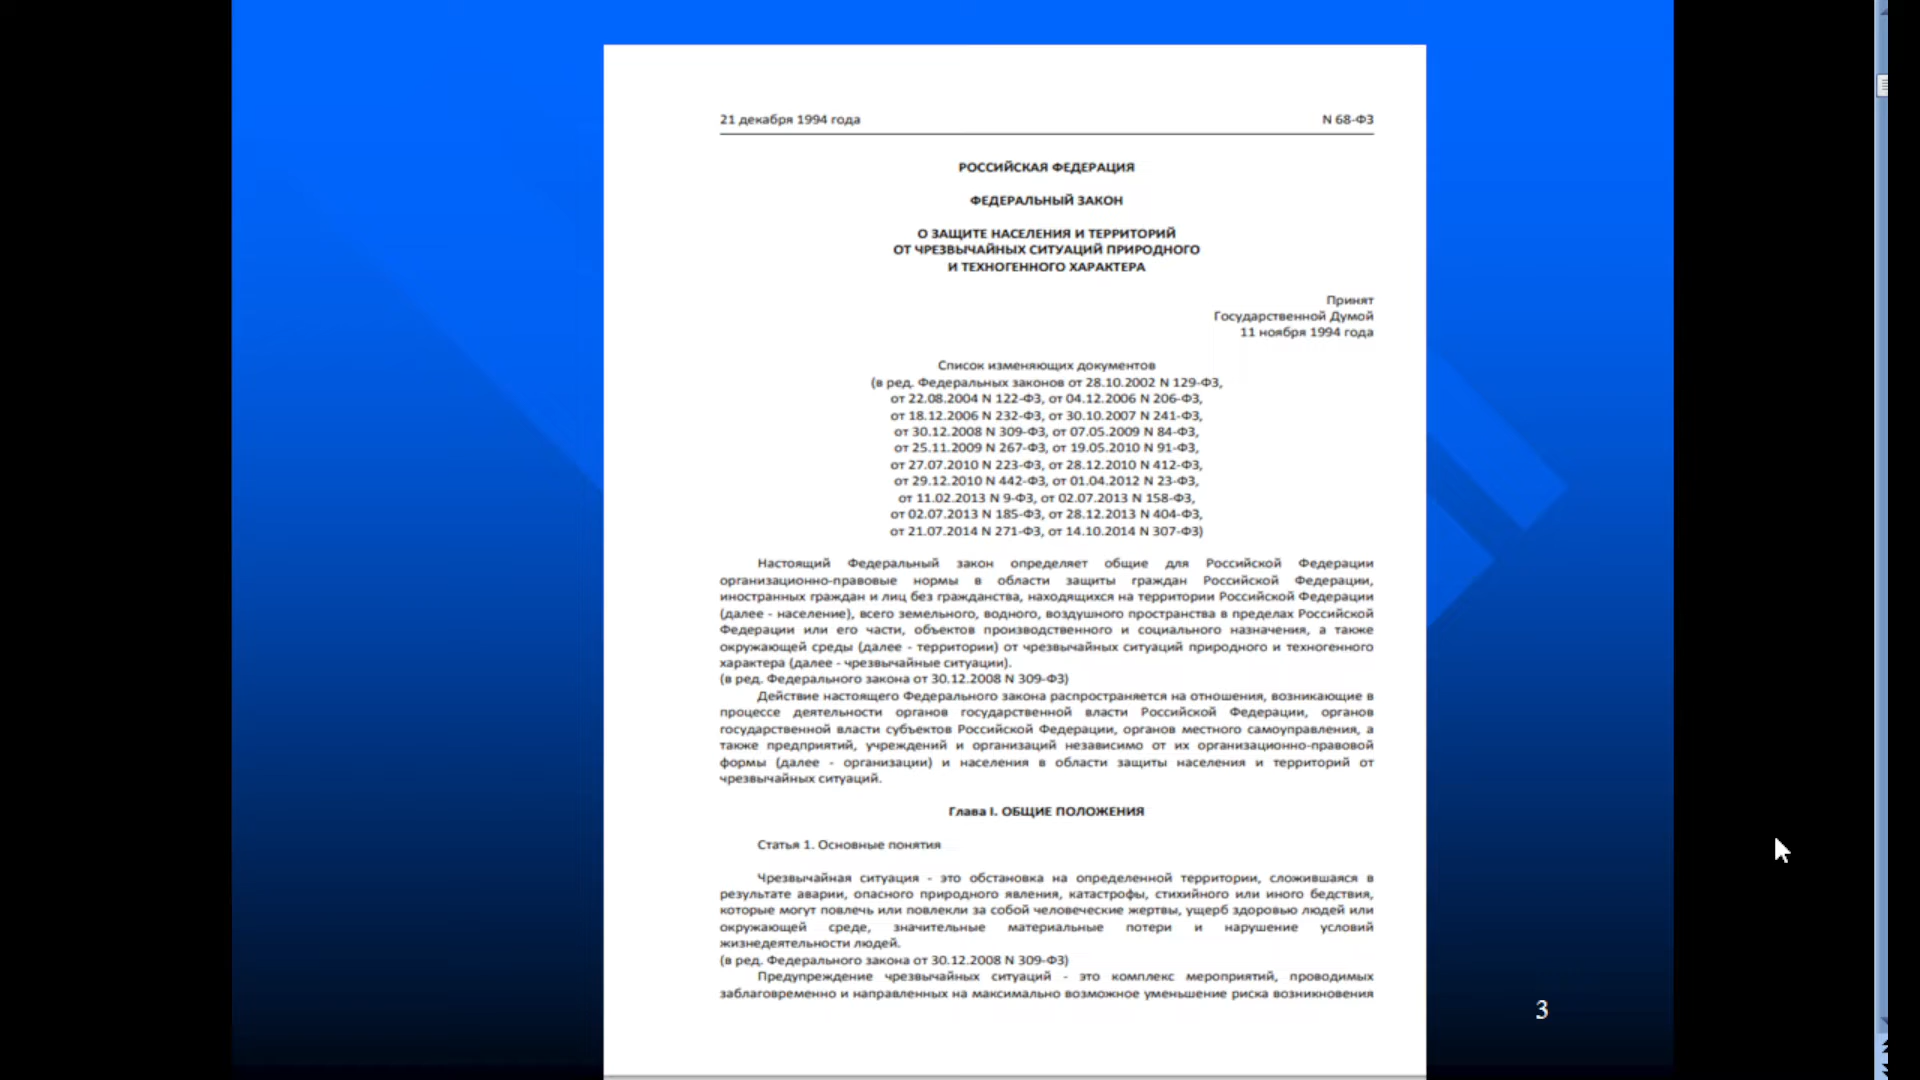 21 декабря 1994 года N 68-ФЗ
РОССИЙСКАЯ ФЕДЕРАЦИЯ
ФЕДЕРАЛЬНЫЙ ЗАКОН
О ЗАЩИТЕ НАСЕЛЕНИЯ И ТЕРРИТОРИЙ
ОТ ЧРЕЗВЫЧАЙНЫХ СИТУАЦИЙ ПРИРОДНОГО
И ТЕХНОГЕННОГО ХАРАКТЕРА
Принят
Государственной Думой
11 ноября 1994 года
Список изменяющих документов
(в ред. Федеральных законов от 28.10.2002 N 129-ФЗ,
от 22.08.2004 N 122-ФЗ, от 04.12.2006 N 206-ФЗ,
от 18.12.2006 N 232-ФЗ, от 30.10.2007 N 241-ФЗ,
от 30.12.2008 N 309-ФЗ, от 07.05.2009 N 84-ФЗ,
от 25.11.2009 N 267-ФЗ, от 19.05.2010 N 91-ФЗ,
от 27.07.2010 N 223-ФЗ, от 28.12.2010 N 412-ФЗ,
от 29.12.2010 N 442-ФЗ, от 01.04.2012 N 23-ФЗ,
от 11.02.2013 N 9-ФЗ, от 02.07.2013 N 158-ФЗ,
от 02.07.2013 N 185-ФЗ, от 28.12.2013 N 404-ФЗ,
от 21.07.2014 N 271-ФЗ, от 14.10.2014 N 307-ФЗ)
Настоящий Федеральный закон определяет общие для Российской Федерации
организационно-правовые нормы в области защиты граждан Российской Федерации,
иностранных граждан и лиц без гражданства, находящихся на территории Российской Федерации
(далее - население), всего земельного, водного, воздушного пространства в пределах Российской
Федерации или его части, объектов производственного и социального назначения, а также
окружающей среды (далее - территории) от чрезвычайных ситуаций природного и техногенного
характера (далее - чрезвычайные ситуации).
(в ред. Федерального закона от 30.12.2008 N 309-ФЗ)
Действие настоящего Федерального закона распространяется на отношения, возникающие в
процессе деятельности органов государственной власти Российской Федерации, органов
государственной власти субъектов Российской Федерации, органов местного самоуправления, а
также предприятий, учреждений и организаций независимо от их организационно-правовой
формы (далее - организации) и населения в области защиты населения и территорий от
чрезвычайных ситуаций.
Глава I. ОБЩИЕ ПОЛОЖЕНИЯ
Статья 1. Основные понятия
Чрезвычайная ситуация - это обстановка на определенной территории, сложившаяся в
результате аварии, опасного природного явления, катастрофы, стихийного или иного бедствия,
которые могут повлечь или повлекли за собой человеческие жертвы, ущерб здоровью людей или
окружающей среде, значительные материальные потери и нарушение условий
жизнедеятельности людей.
(в ред. Федерального закона от 30.12.2008 N 309-ФЗ)
Предупреждение чрезвычайных ситуаций - это комплекс мероприятий, проводимых
заблаговременно и направленных на максимально возможное уменьшение риска возникновения
3